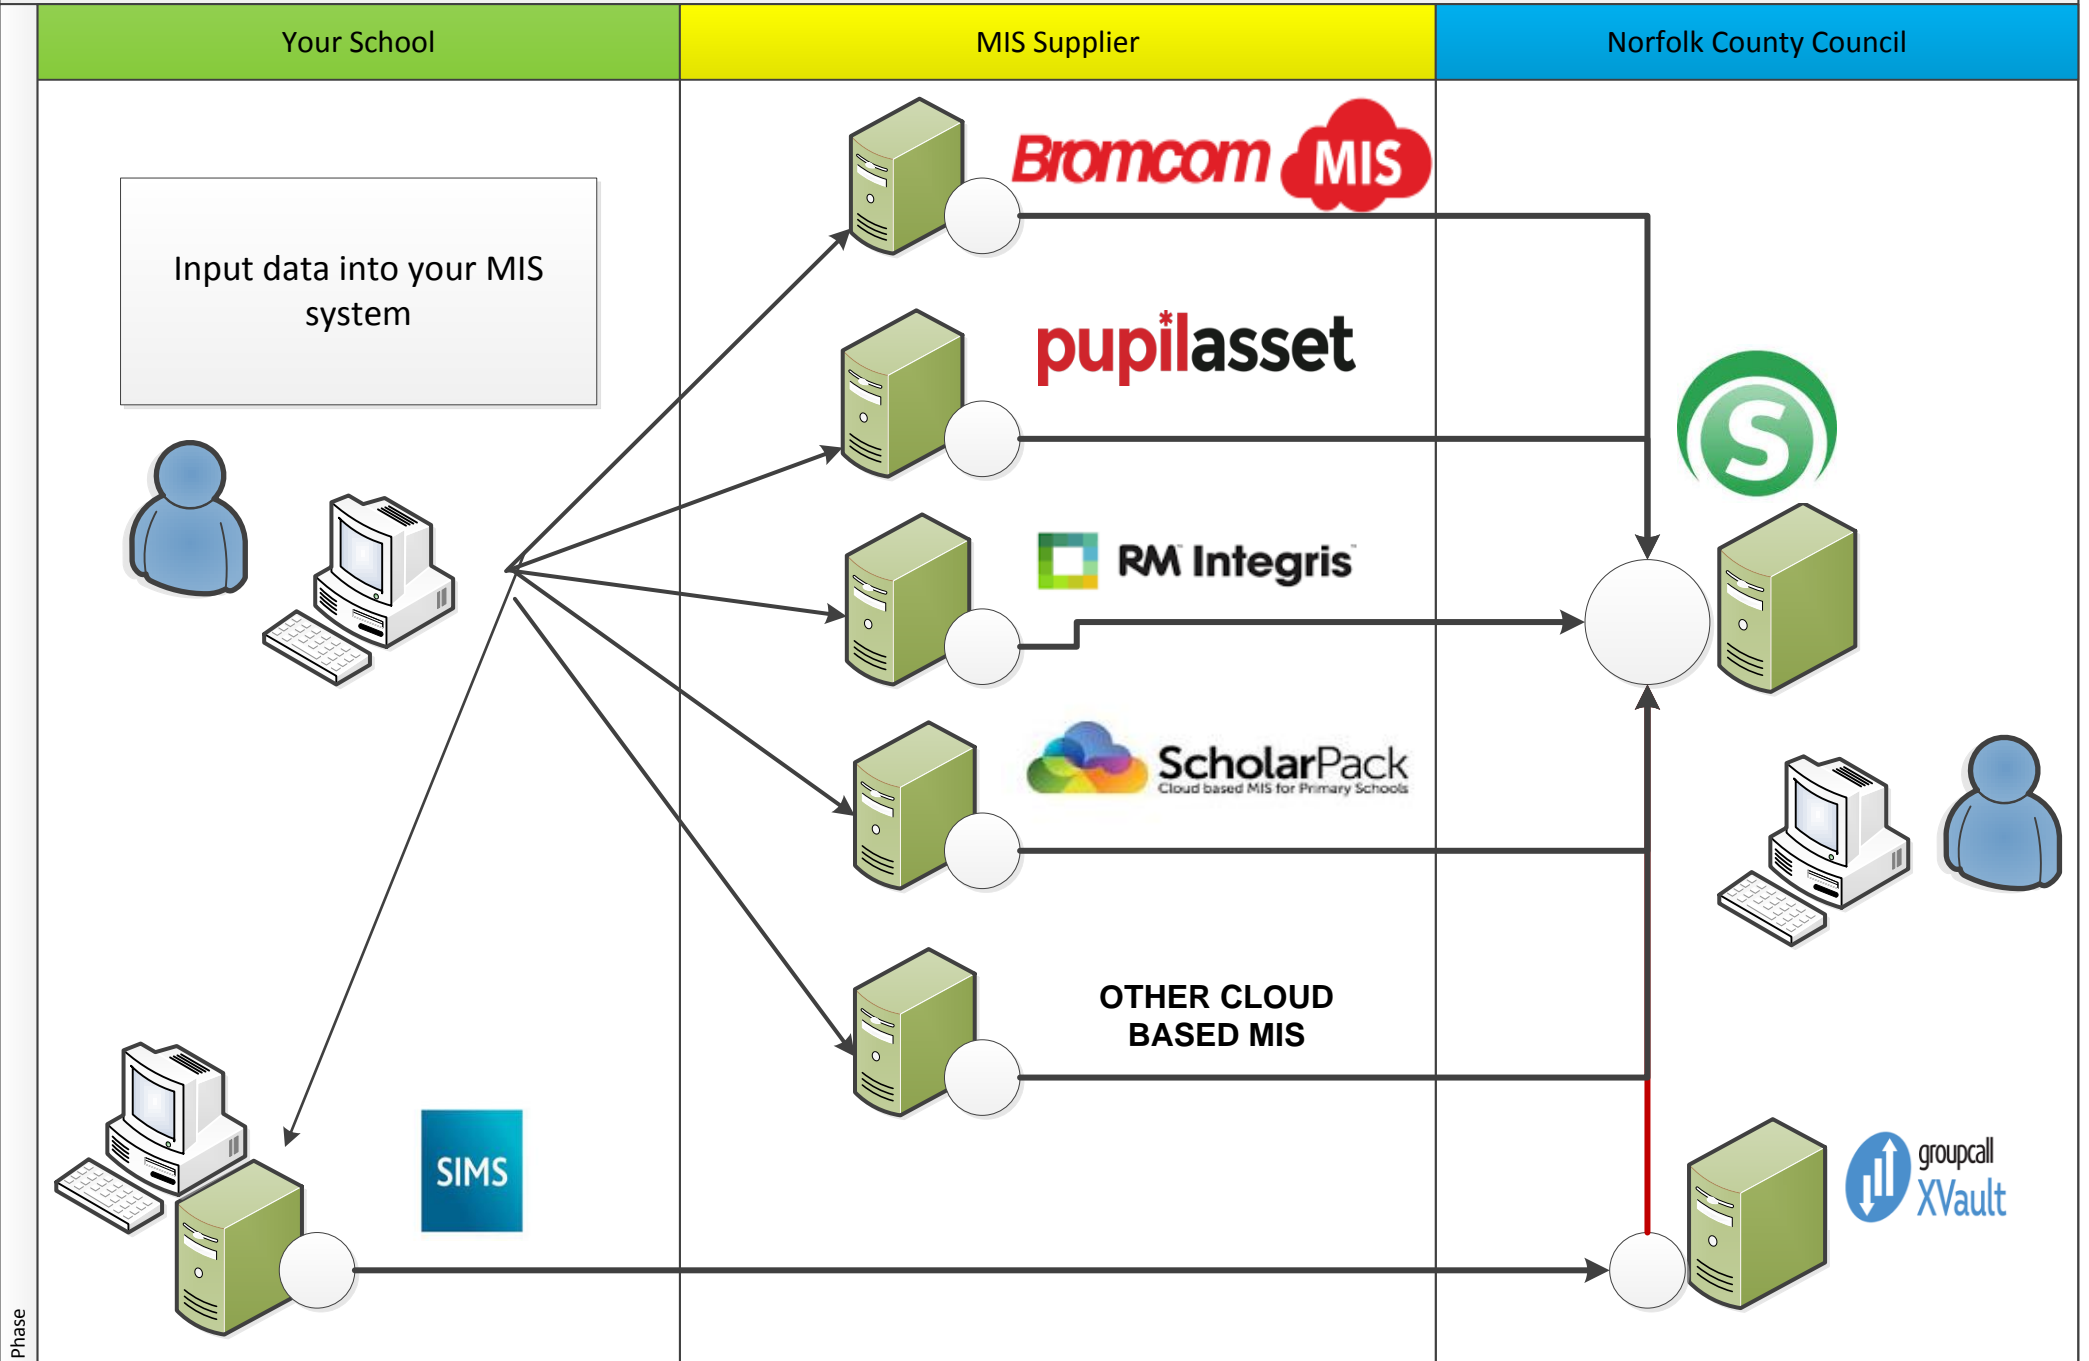 Your School
MIS Supplier
Norfolk County Council
Input data into your MIS
system
Bromcom MIS
pupilasset
S
RM Integris
ScholarPack
Cloud based MIS for Primary Schools
OTHER CLOUD
BASED MIS
SIMS
groupcall
XVault
Phase